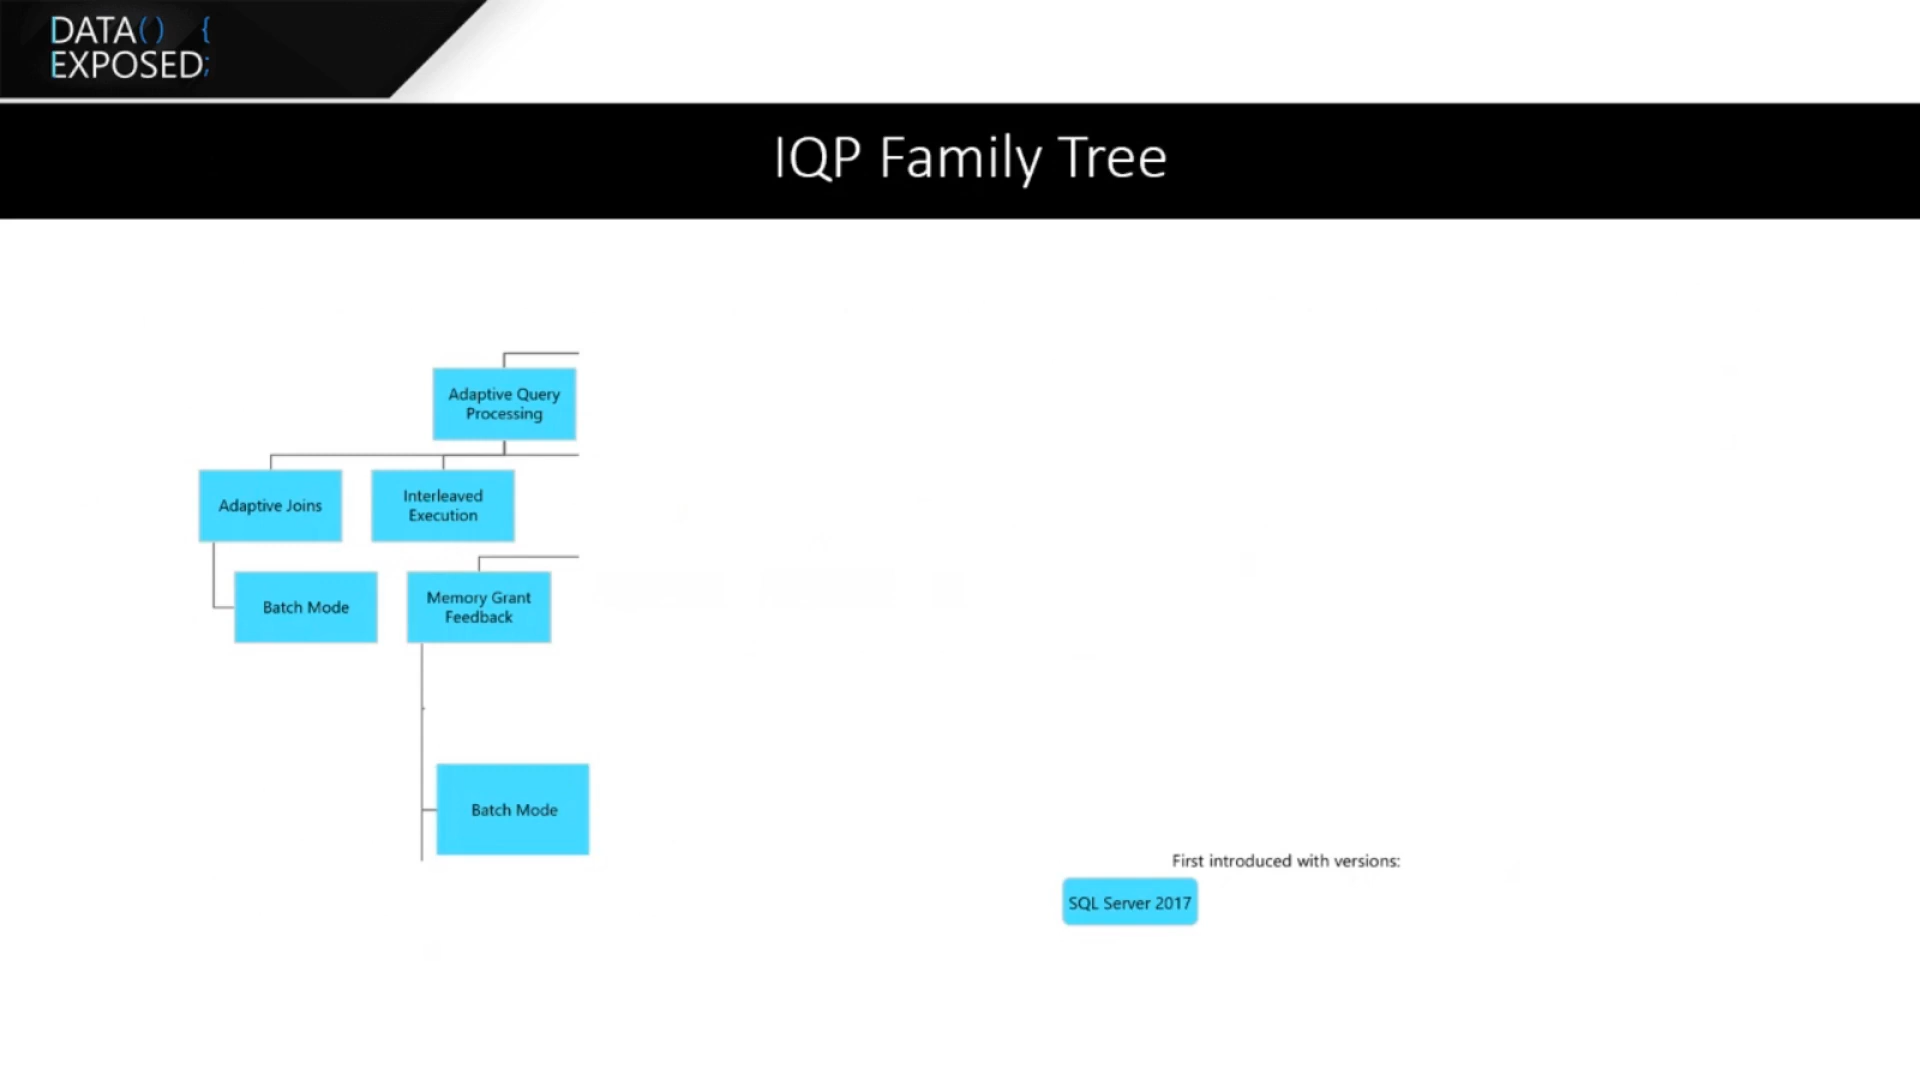 DATA() {
EXPOSED;
IQP Family Tree
Adaptive Query
Processing
Adaptive Joins
Interleaved
Execution
Batch Mode
Memory Grant
Feedback
Batch Mode
First introduced with versions:
SQL Server 2017